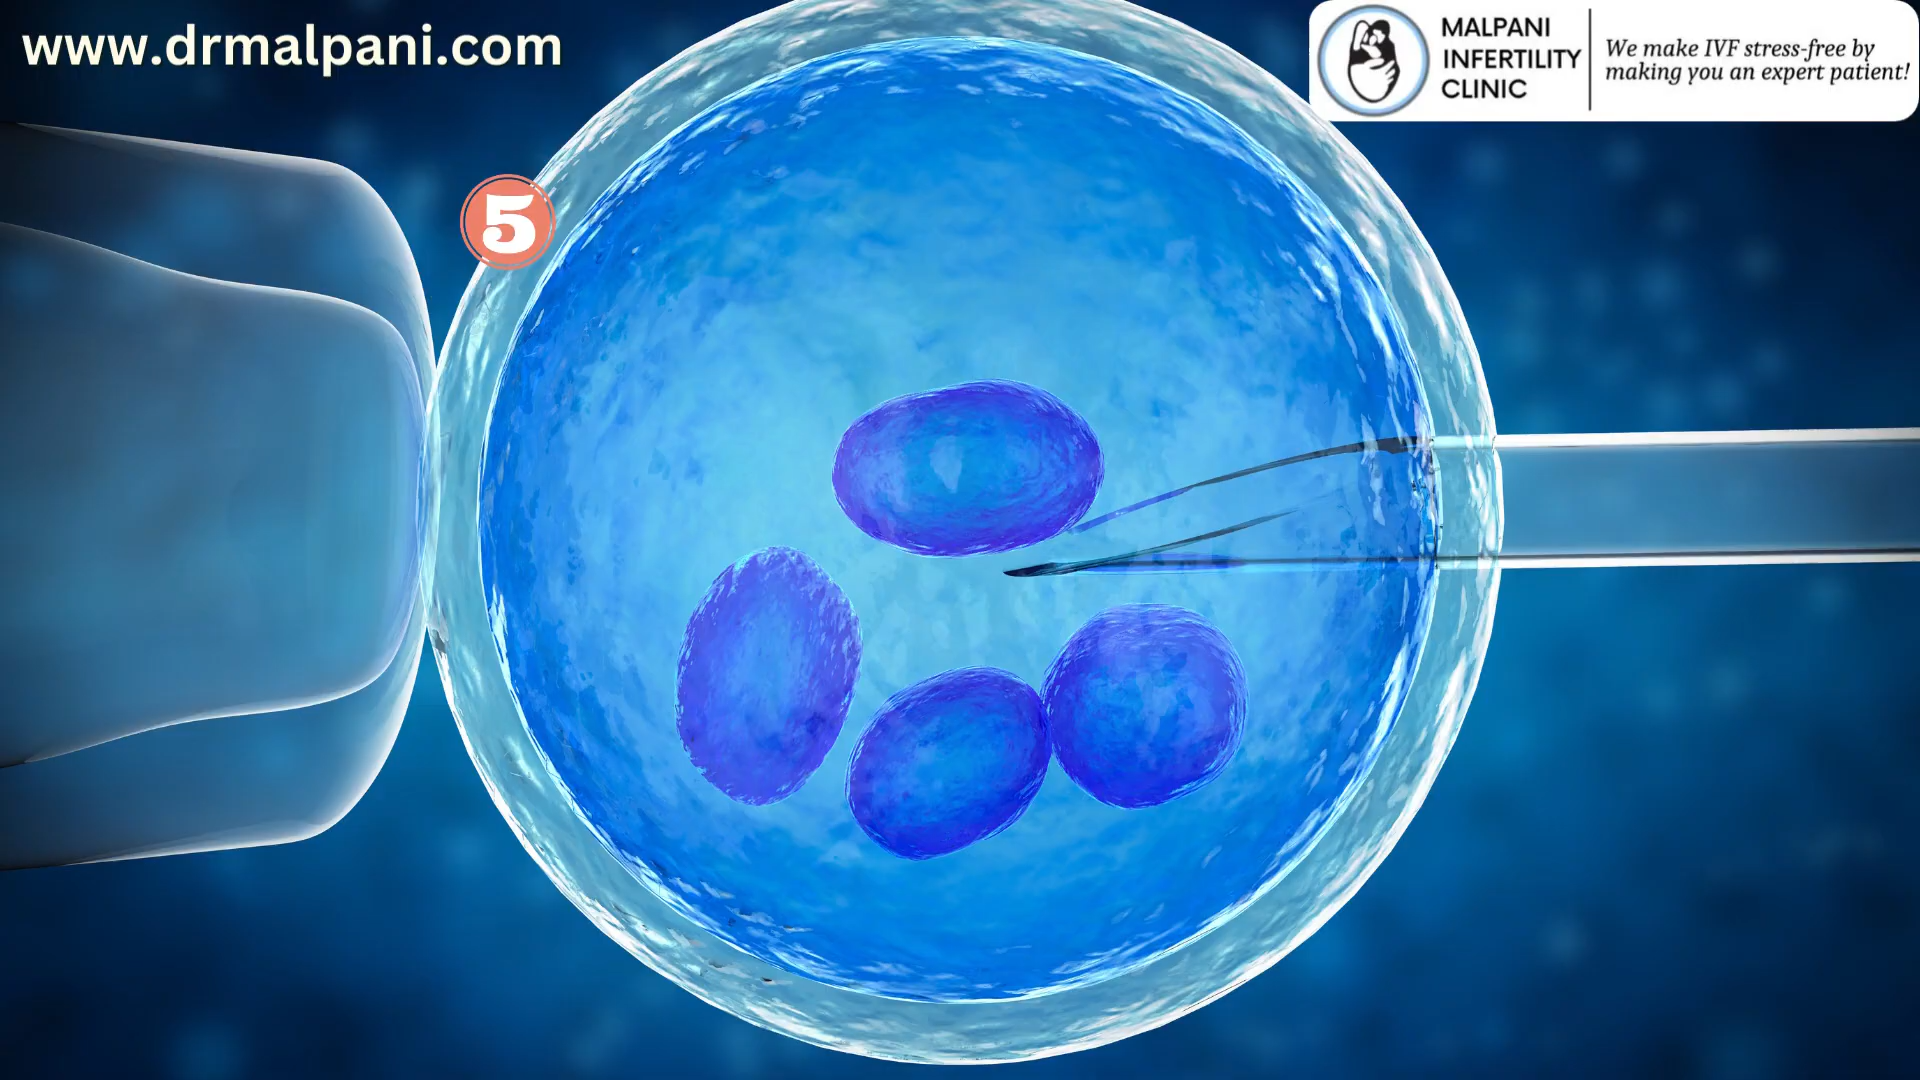 www.drmalpani.com
MALPANI
INFERTILITY
CLINIC
We make IVF stress-free by
making you an expert patient!
5